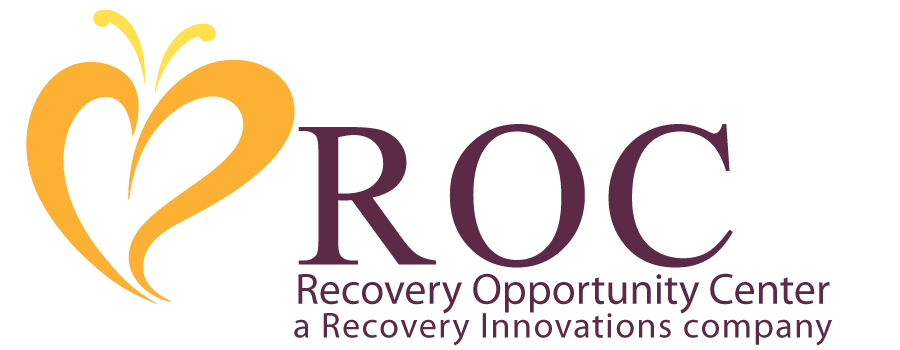 ROC
Recovery Opportunity Center
a Recovery Innovations company